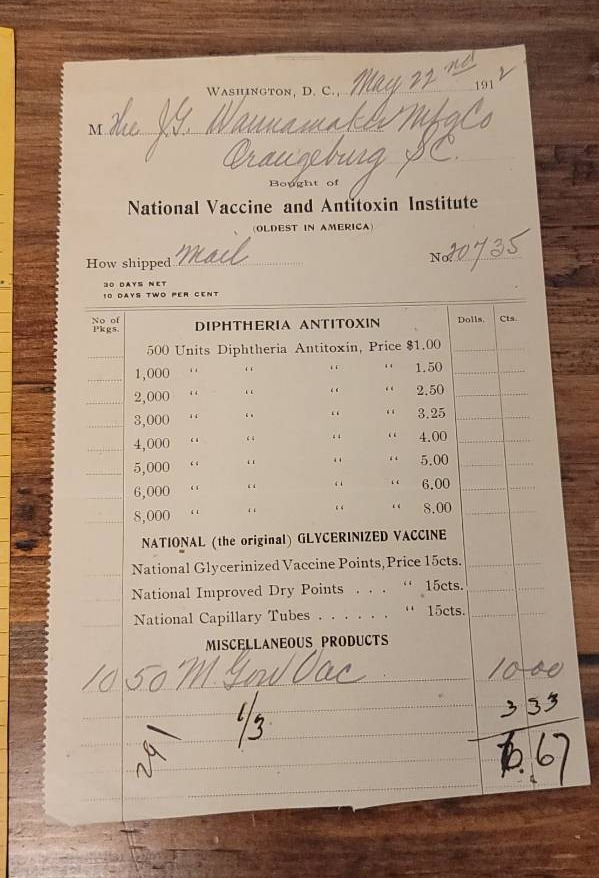 WASHINGTON, D. C., May 22nd 1912
M The J.G. Wannamaker Mfg Co
Orangeburg S.C.
Bought of
National Vaccine and Antitoxin Institute
(OLDEST IN AMERICA)
How shipped mail No. 20735
30 DAYS NET
10 DAYS TWO PER CENT
No of Pkgs. DIPHTHERIA ANTITOXIN Dolls. Cts.
500 Units Diphtheria Antitoxin, Price $1.00
1,000 " " " " 1.50
2,000 " " " " 2.50
3,000 " " " " 3.25
4,000 " " " " 4.00
5,000 " " " " 5.00
6,000 " " " " 6.00
8,000 " " " " 8.00
NATIONAL (the original) GLYCERINIZED VACCINE
National Glycerinized Vaccine Points, Price 15cts.
National Improved Dry Points . . . " 15cts.
National Capillary Tubes . . . . . . " 15cts.
MISCELLANEOUS PRODUCTS
10 50 M Gon Vac 10 00
1/3 3 33
291 6.67